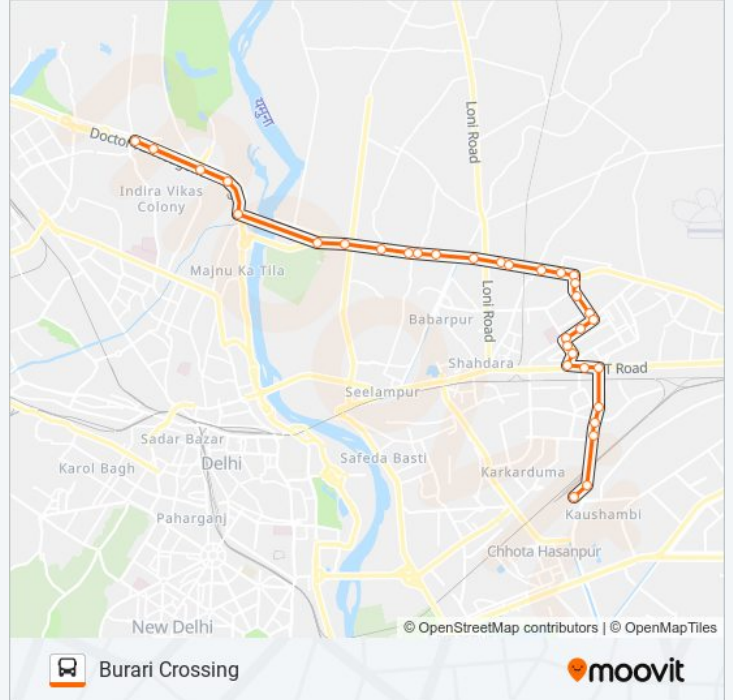 यमुना
Loni Road
Doctor
Indira Vikas
Colony
Majnu Ka Tila
Loni Road
Babarpur
Shahdara
T Road
Seelampur
Sadar Bazar
Safeda Basti
Delhi
Karol Bagh
Karkarduma
Paharganj
Kaushambi
Chhota Hasanpur
New Delhi
© OpenStreetMap contributors | © OpenMapTiles
Burari Crossing
moovit